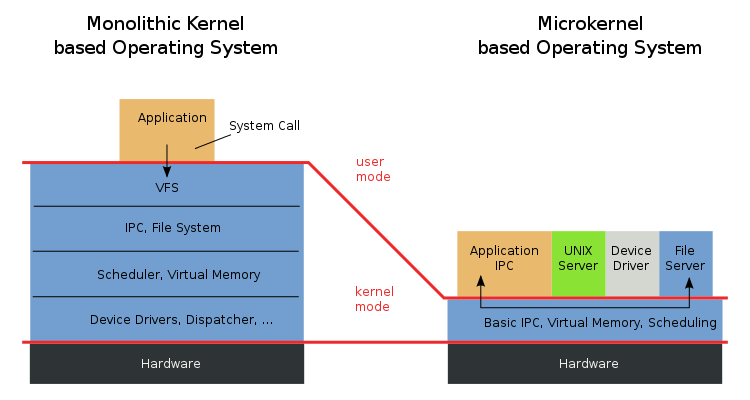 Monolithic Kernel
based Operating System
Microkernel
based Operating System
Application
System Call
user
mode
VFS
IPC, File System
Scheduler, Virtual Memory
Device Drivers, Dispatcher, ...
Hardware
kernel
mode
Application
IPC
UNIX
Server
Device
Driver
File
Server
Basic IPC, Virtual Memory, Scheduling
Hardware